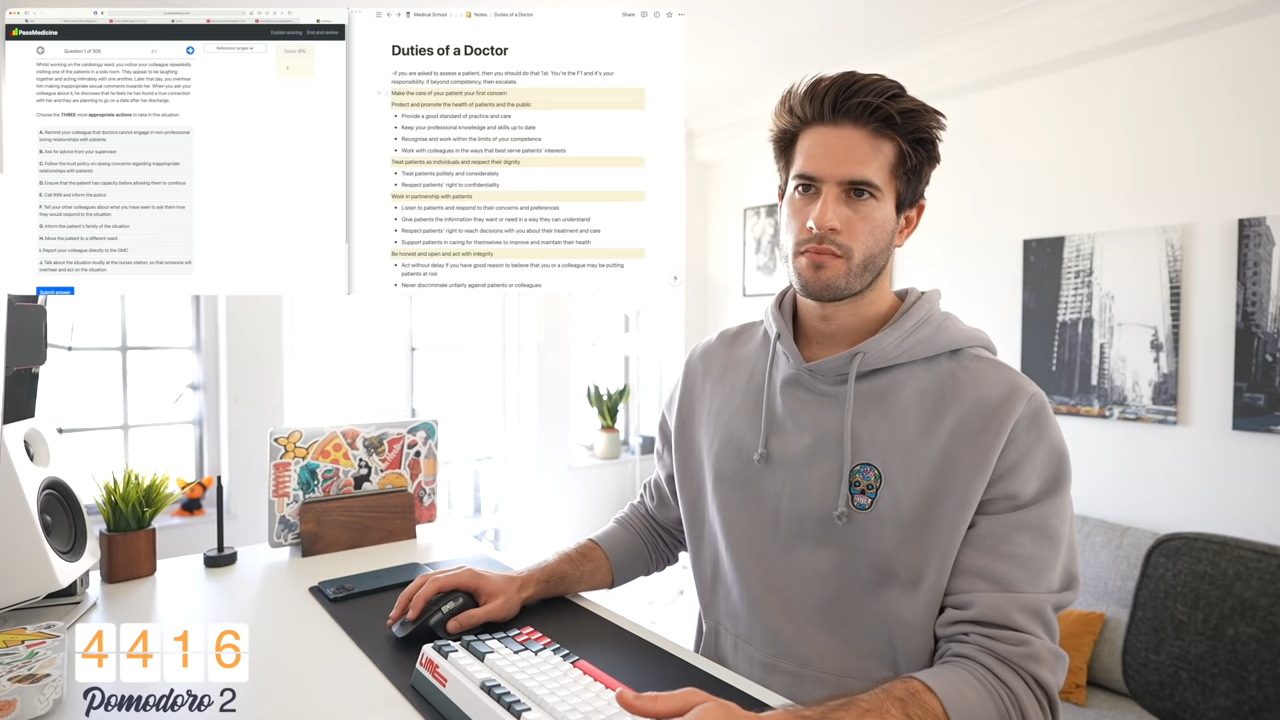 PassMedicine
Explain scoring End and review
Question 1 of 300
Reference ranges
Score: 0%
Whilst working on the cardiology ward, you notice your colleague repeatedly
visiting one of the patients in a side room. They appear to be laughing
together and acting intimately with one another. Later that day, you overhear
him making inappropriate sexual comments towards her. When you ask your
colleague about it, he discloses that he feels he has found a true connection
with her and they are planning to go on a date after her discharge.
Choose the THREE most appropriate actions to take in this situation.
A. Remind your colleague that doctors cannot engage in non-professional
loving relationships with patients
B. Ask for advice from your supervisor
C. Follow the trust policy on raising concerns regarding inappropriate
relationships with patients
D. Ensure that the patient has capacity before allowing them to continue
E. Call 999 and inform the police
F. Tell your other colleagues about what you have seen to ask them how
they would respond to the situation
G. Inform the patient's family of the situation
H. Move the patient to a different ward
I. Report your colleague directly to the GMC
J. Talk about the situation loudly at the nurses station, so that someone will
overhear and act on the situation
Submit answer
Medical School / ... / Notes / Duties of a Doctor
Share
Duties of a Doctor
-if you are asked to assess a patient, then you should do that 1st. You're the F1 and it's your
responsibility. if beyond competency, then escalate.
Make the care of your patient your first concern
Protect and promote the health of patients and the public
• Provide a good standard of practice and care
• Keep your professional knowledge and skills up to date
• Recognise and work within the limits of your competence
• Work with colleagues in the ways that best serve patients' interests
Treat patients as individuals and respect their dignity
• Treat patients politely and considerately
• Respect patients' right to confidentiality
Work in partnership with patients
• Listen to patients and respond to their concerns and preferences
• Give patients the information they want or need in a way they can understand
• Respect patients' right to reach decisions with you about their treatment and care
• Support patients in caring for themselves to improve and maintain their health
Be honest and open and act with integrity
• Act without delay if you have good reason to believe that you or a colleague may be putting
patients at risk
• Never discriminate unfairly against patients or colleagues
?
LIME
4416
Pomodoro 2